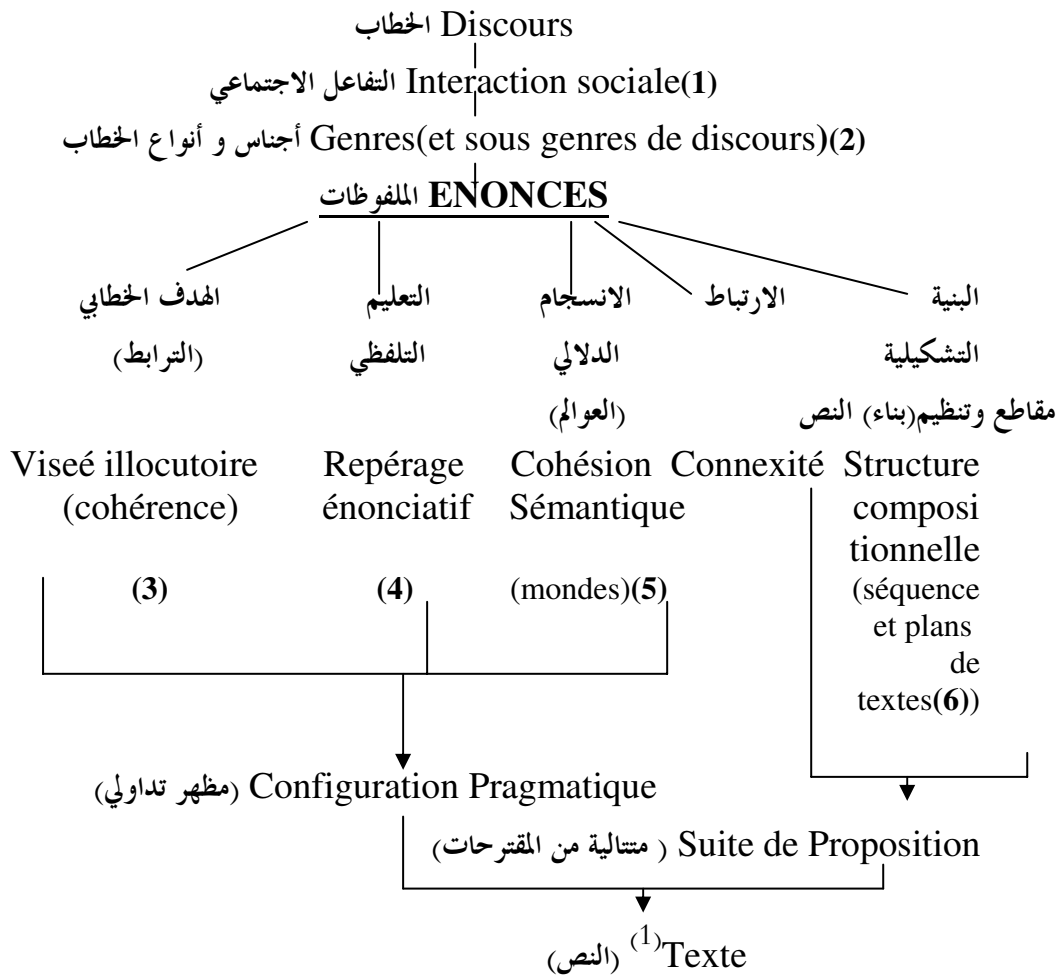 الخطاب Discours
التفاعل الاجتماعي Interaction sociale(1)
أجناس و أنواع الخطاب Genres(et sous genres de discours)(2)
الملفوظات ENONCES
الهدف الخطابي التعليم الانسجام الارتباط البنية
(الترابط) التلفظي الدلالي التشكيلية
(العوالم) مقاطع وتنظيم(بناء) النص
Viseé illocutoire Repérage Cohésion Connexité Structure
(cohérence) énonciatif Sémantique composi
tionnelle
(3) (4) (mondes)(5) (séquence
et plans
de
textes(6))
(مظهر تداولي) Configuration Pragmatique
( متتالية من المقترحات) Suite de Proposition
(النص) (1)Texte